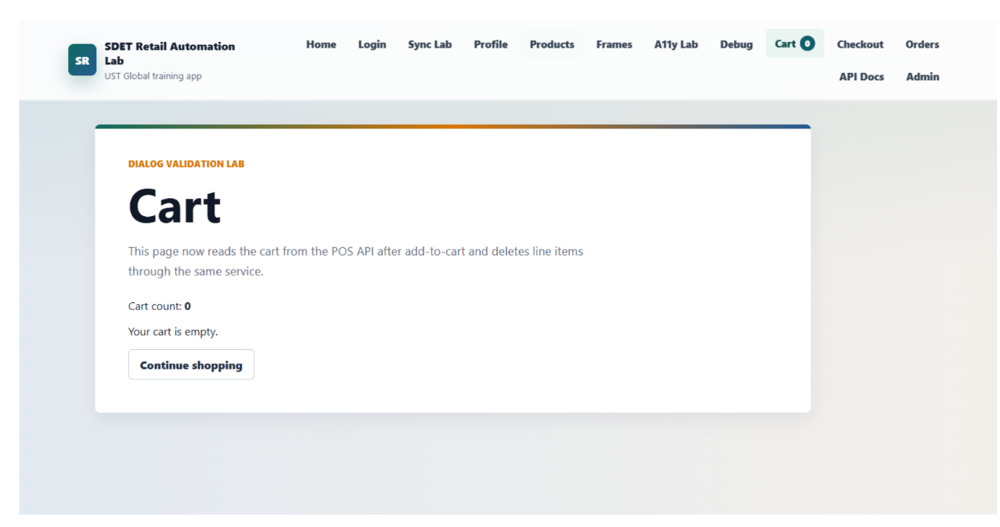 SR
SDET Retail Automation
Lab
UST Global training app
Home Login Sync Lab Profile Products Frames A11y Lab Debug Cart 0 Checkout Orders
API Docs Admin
DIALOG VALIDATION LAB
Cart
This page now reads the cart from the POS API after add-to-cart and deletes line items
through the same service.
Cart count: 0
Your cart is empty.
Continue shopping